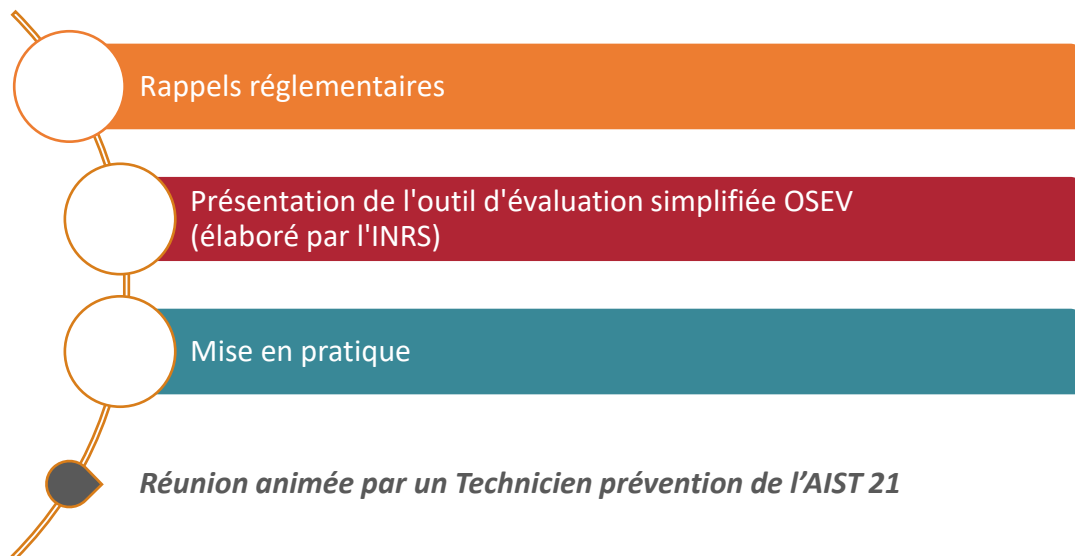 Rappels réglementaires
Présentation de l'outil d'évaluation simplifiée OSEV
(élaboré par l'INRS)
Mise en pratique
Réunion animée par un Technicien prévention de l’AIST 21